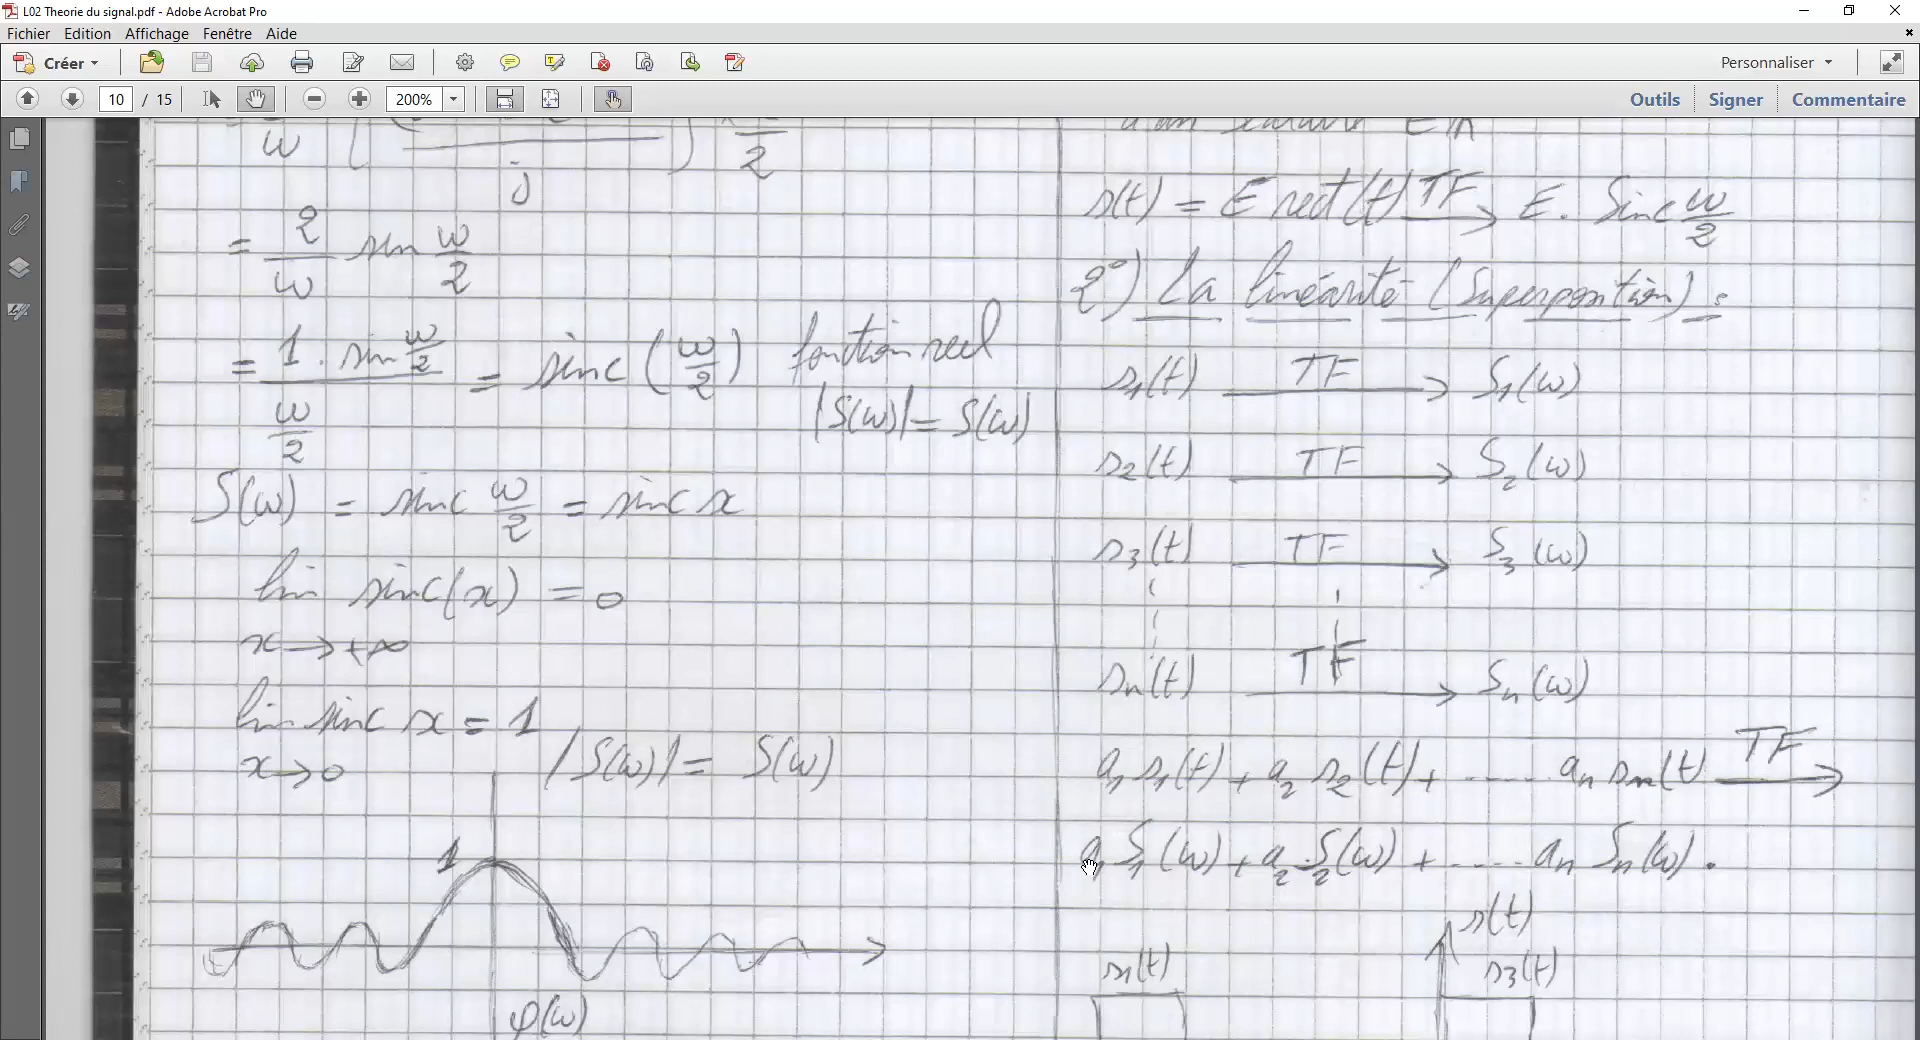 L02 Theorie du signal.pdf - Adobe Acrobat Pro
Fichier Edition Affichage Fenêtre Aide
Créer
Personnaliser
10 / 15
200%
Outils Signer Commentaire
ω
j
2
= 2/ω sin ω/2
= 1 . sin ω/2 / ω/2 = sinc (ω/2) fonction reel
|S(ω)| = S(ω)
S(ω) = sinc ω/2 = sinc x
lim sinc(x) = 0
x → +∞
lim sinc x = 1
x → 0
|S(ω)| = S(ω)
1
φ(ω)
s(t) = E rect(t) TF → E. Sinc ω/2
2°) La linéarité (Superposition) :
s1(t) TF → S1(ω)
s2(t) TF → S2(ω)
s3(t) TF → S3(ω)
sn(t) TF → Sn(ω)
a1 s1(t) + a2 s2(t) + ..... an sn(t) TF →
a1 S1(ω) + a2 S2(ω) + ..... an Sn(ω).
s(t)
s1(t)
s3(t)